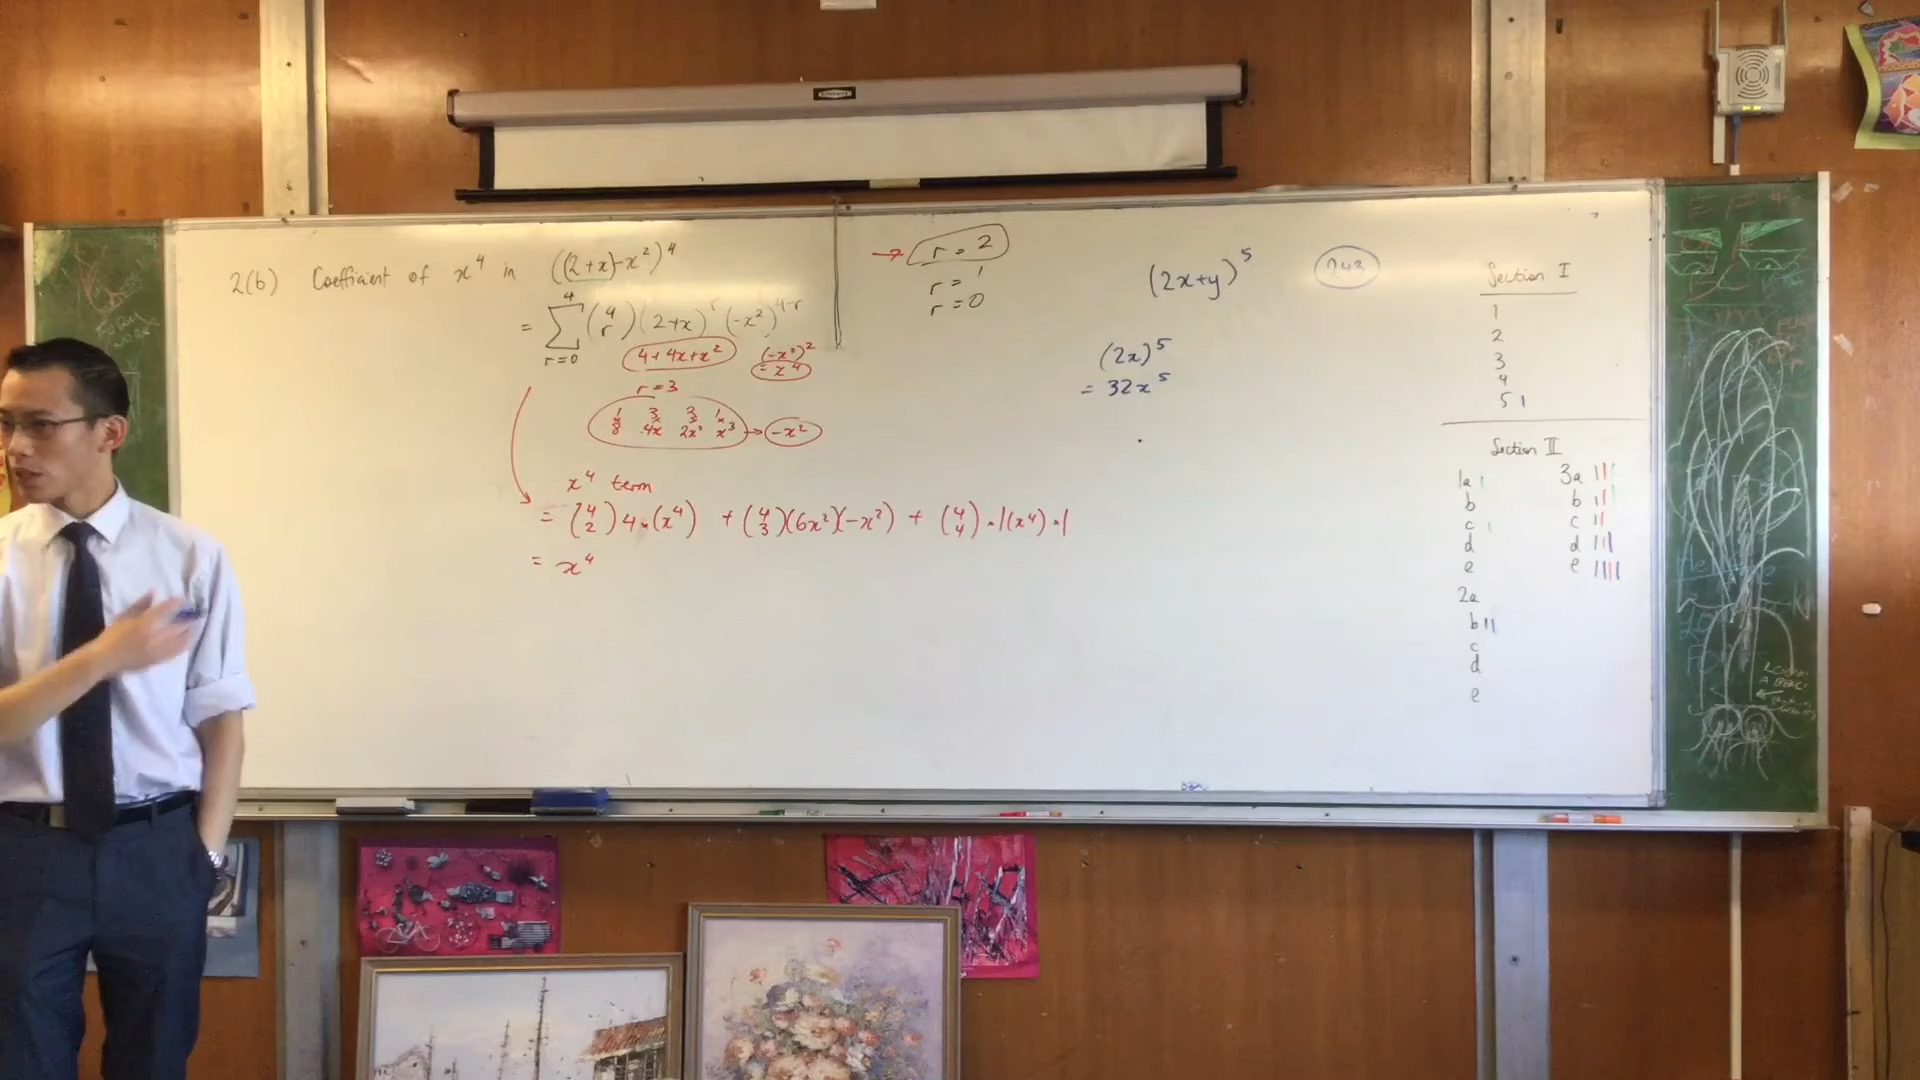 2(b) Coefficient of x⁴ in ((2+x)-x²)⁴
= ∑ r=0 4 (4 r)(2+x)^r (-x²)^4-r
4+4x+x² (-x²)² = x⁴
r=3
1 3 3 1
8 4x 2x² x³ → -x²
x⁴ term
= (4 2) 4×(x⁴) + (4 3)(6x²)(-x²) + (4 4)×1(x⁴)×1
= x⁴
→ r = 2
r = 1
r = 0
(2x+y)⁵
243
(2x)⁵
= 32x⁵
Section I
1
2
3
4
5 |
Section II
1a |
b
c |
d
e
2a
b ||
c
d
e
3a |||
b |||
c ||
d |||
e ||||